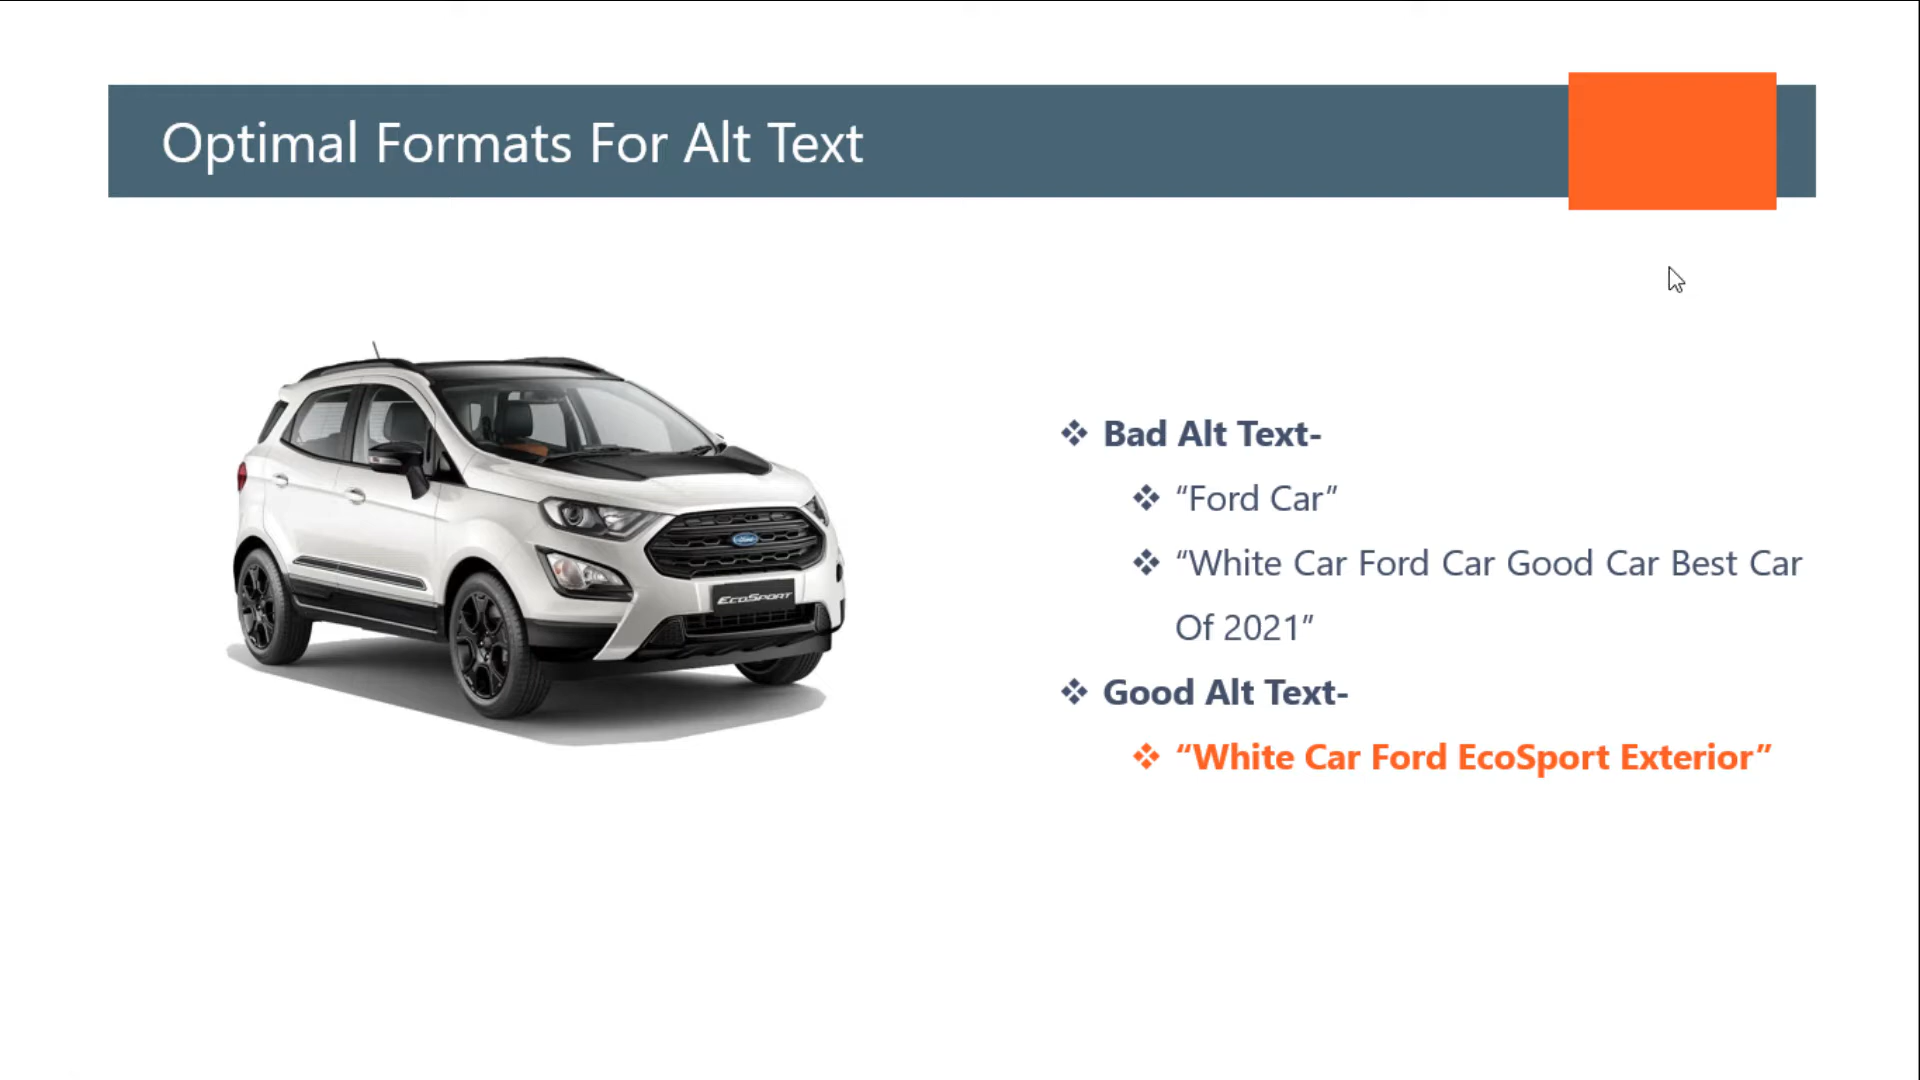 Optimal Formats For Alt Text
Ford
EcoSport
❖ Bad Alt Text-
❖ “Ford Car”
❖ “White Car Ford Car Good Car Best Car
Of 2021”
❖ Good Alt Text-
❖ “White Car Ford EcoSport Exterior”